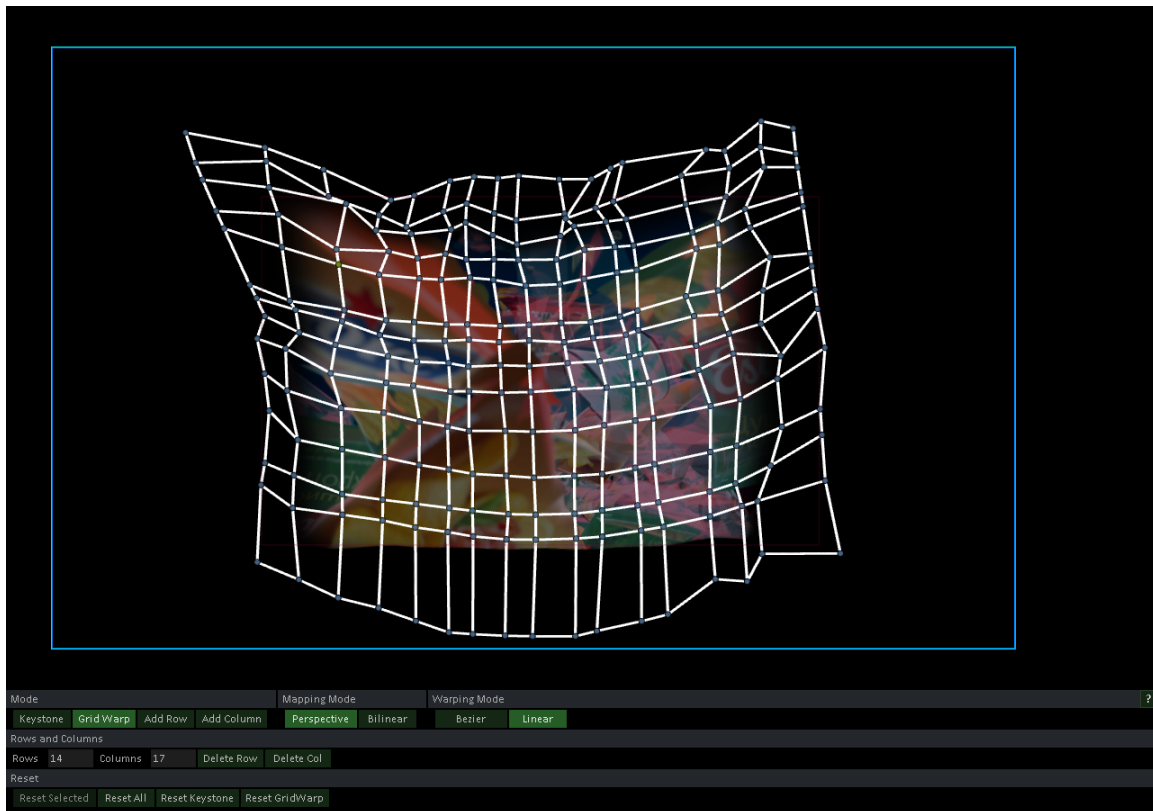 Mode Mapping Mode Warping Mode ?
Keystone Grid Warp Add Row Add Column Perspective Bilinear Bezier Linear
Rows and Columns
Rows 14 Columns 17 Delete Row Delete Col
Reset
Reset Selected Reset All Reset Keystone Reset GridWarp